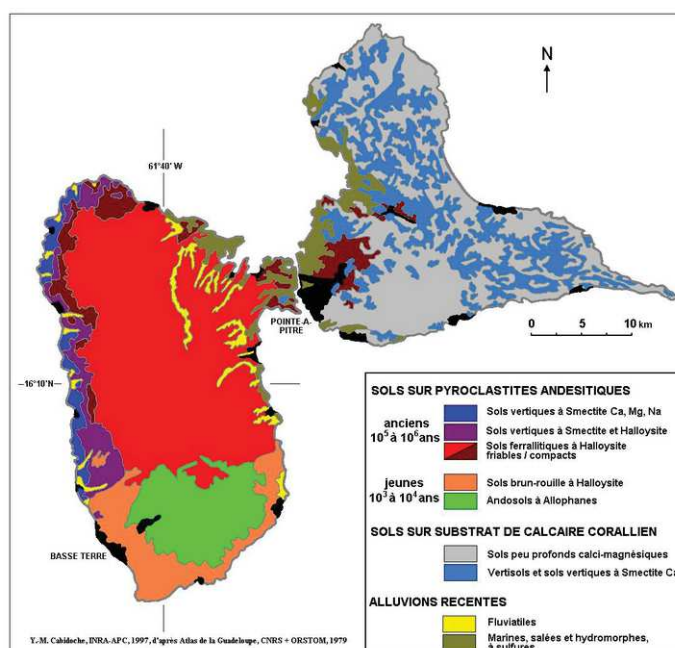 N
61°40' W
POINTE-A-
PITRE
0 5 10 km
16°10'N
BASSE TERRE
SOLS SUR PYROCLASTITES ANDESITIQUES
anciens
10⁵ à 10⁶ans
Sols vertiques à Smectite Ca, Mg, Na
Sols vertiques à Smectite et Halloysite
Sols ferrallitiques à Halloysite
friables / compacts
jeunes
10³ à 10⁴ans
Sols brun-rouille à Halloysite
Andosols à Allophanes
SOLS SUR SUBSTRAT DE CALCAIRE CORALLIEN
Sols peu profonds calci-magnésiques
Vertisols et sols vertiques à Smectite Ca
ALLUVIONS RECENTES
Fluviatiles
Marines, salées et hydromorphes,
à sulfures
Y.-M. Cabidoche, INRA-APC, 1997, d'après Atlas de la Guadeloupe, CNRS + ORSTOM, 1979